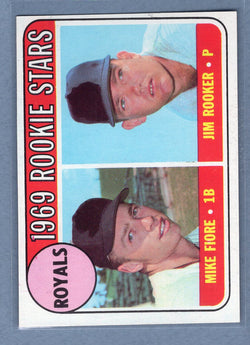 1969 ROOKIE STARS
ROYALS
JIM ROOKER • P
MIKE FIORE • 1B